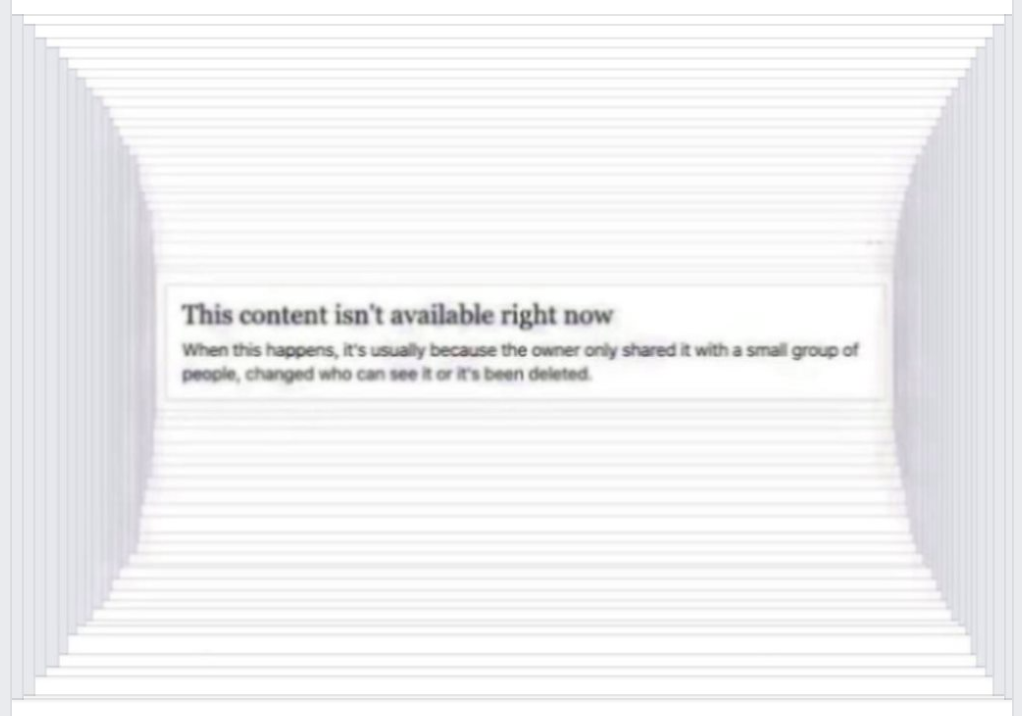 This content isn't available right now
When this happens, it's usually because the owner only shared it with a small group of
people, changed who can see it or it's been deleted.